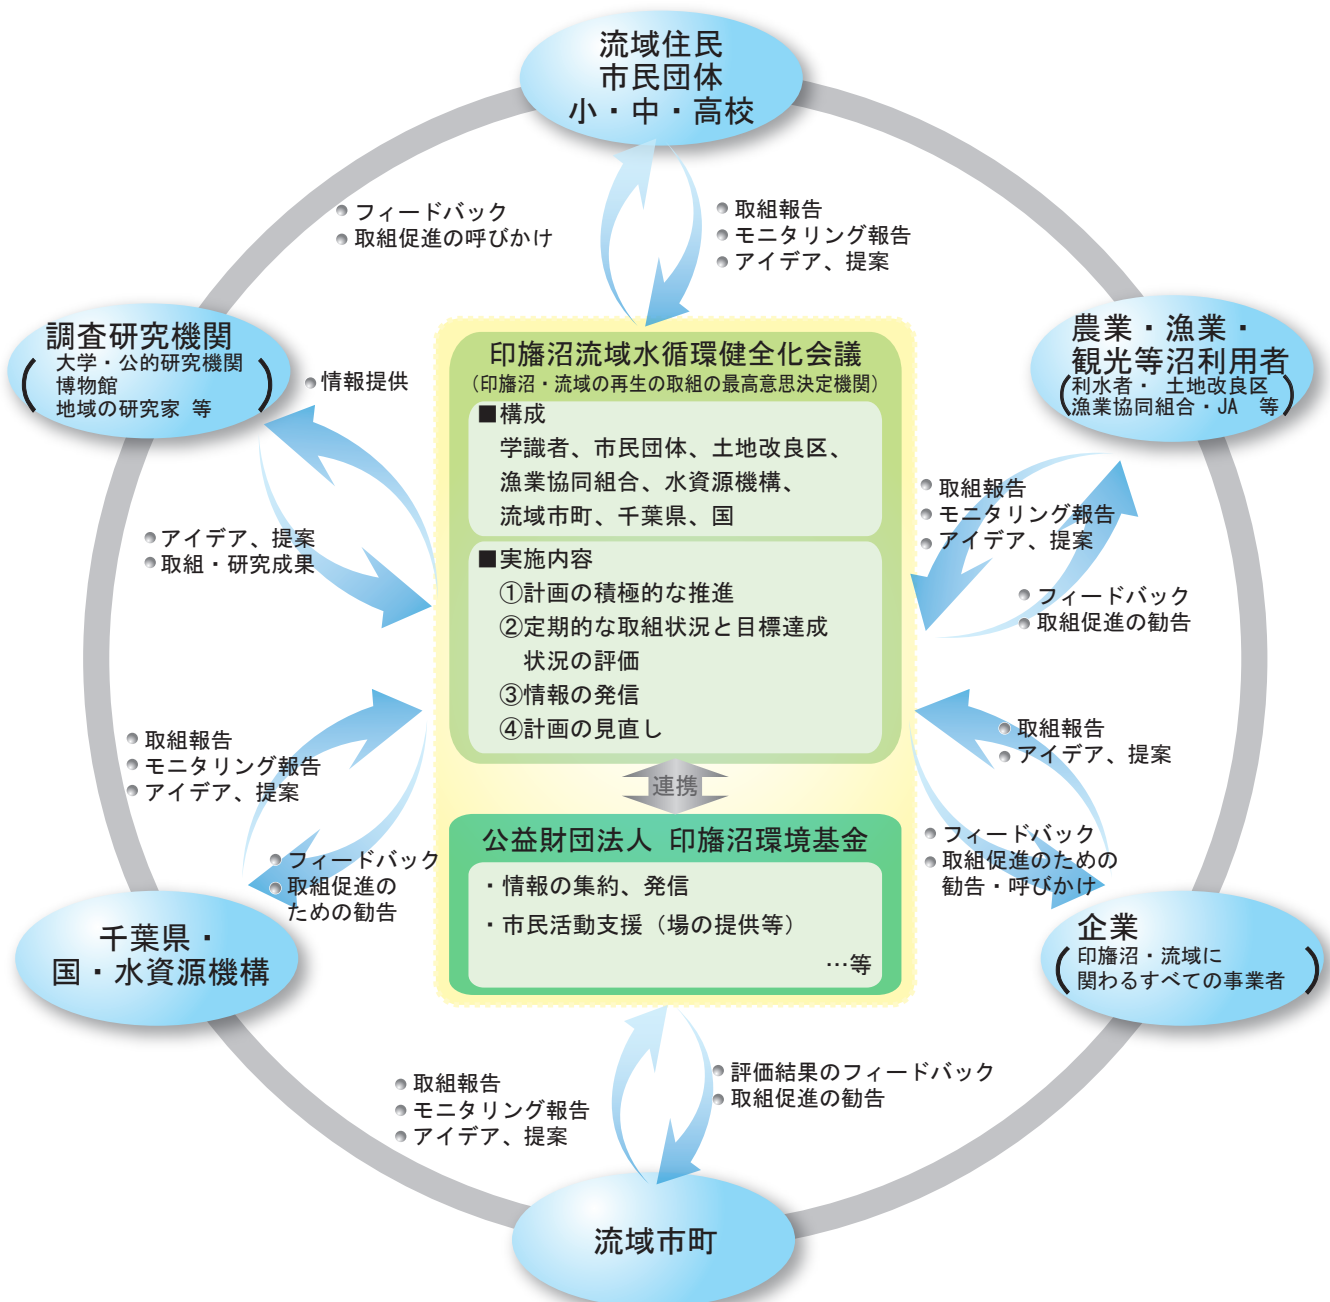 流域住民
市民団体
小・中・高校
フィードバック
取組促進の呼びかけ
取組報告
モニタリング報告
アイデア、提案
調査研究機関
大学・公的研究機関
博物館
地域の研究家 等
情報提供
アイデア、提案
取組・研究成果
農業・漁業・
観光等沼利用者
利水者・土地改良区
漁業協同組合・JA 等
取組報告
モニタリング報告
アイデア、提案
フィードバック
取組促進の勧告
印旛沼流域水循環健全化会議
(印旛沼・流域の再生の取組の最高意思決定機関)
■構成
学識者、市民団体、土地改良区、
漁業協同組合、水資源機構、
流域市町、千葉県、国
■実施内容
①計画の積極的な推進
②定期的な取組状況と目標達成
状況の評価
③情報の発信
④計画の見直し
連携
公益財団法人 印旛沼環境基金
・情報の集約、発信
・市民活動支援(場の提供等)
…等
取組報告
モニタリング報告
アイデア、提案
フィードバック
取組促進の
ための勧告
千葉県・
国・水資源機構
取組報告
アイデア、提案
フィードバック
取組促進のための
勧告・呼びかけ
企業
印旛沼・流域に
関わるすべての事業者
取組報告
モニタリング報告
アイデア、提案
評価結果のフィードバック
取組促進の勧告
流域市町